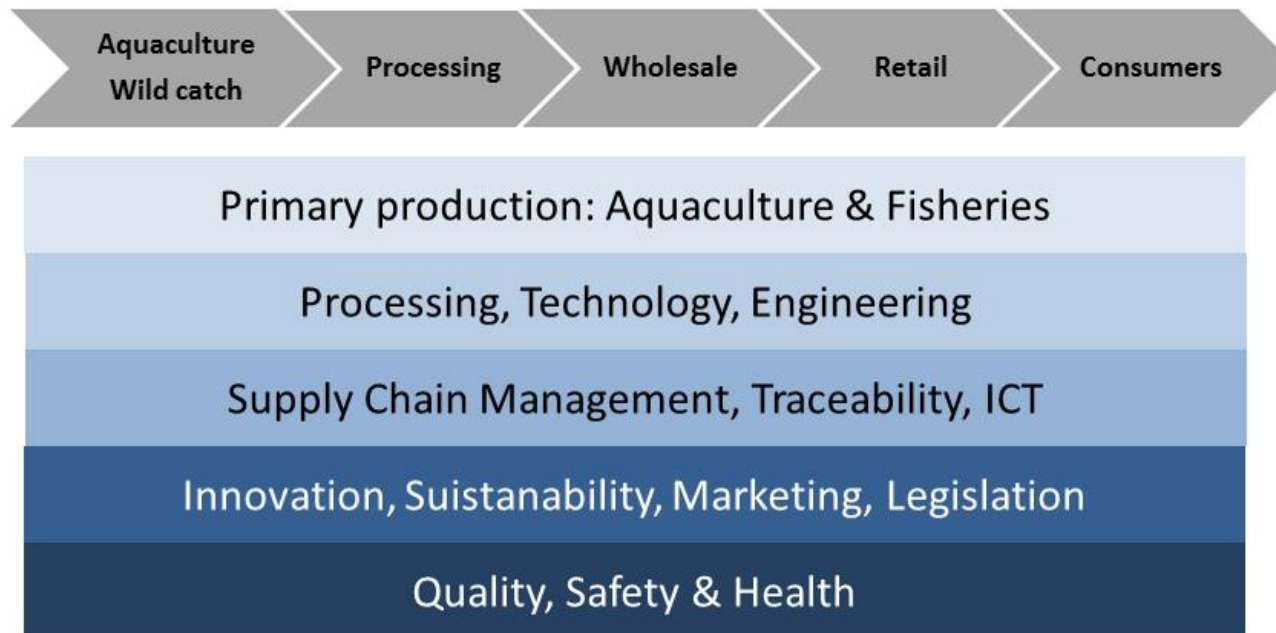 Aquaculture
Wild catch
Processing
Wholesale
Retail
Consumers
Primary production: Aquaculture & Fisheries
Processing, Technology, Engineering
Supply Chain Management, Traceability, ICT
Innovation, Suistanability, Marketing, Legislation
Quality, Safety & Health